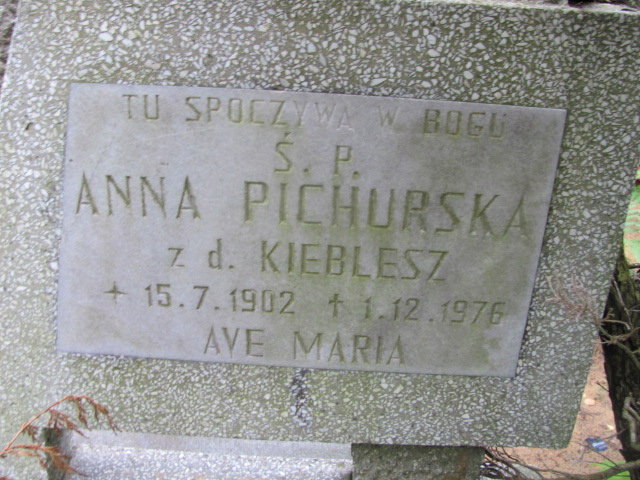 TU SPOCZYWA W BOGU
Ś. P.
ANNA PICHURSKA
z d. KIEBLESZ
+ 15.7.1902 † 1.12.1976
AVE MARIA